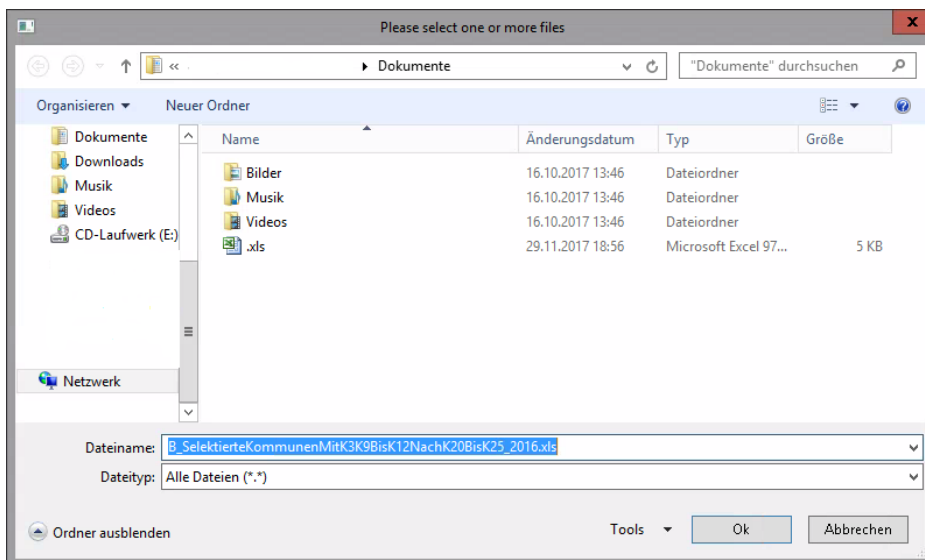 Please select one or more files
x
« . ▸ Dokumente "Dokumente" durchsuchen
Organisieren Neuer Ordner
Name Änderungsdatum Typ Größe
Dokumente
Downloads
Musik
Videos
CD-Laufwerk (E:)
Netzwerk
Bilder 16.10.2017 13:46 Dateiordner
Musik 16.10.2017 13:46 Dateiordner
Videos 16.10.2017 13:46 Dateiordner
.xls 29.11.2017 18:56 Microsoft Excel 97... 5 KB
Dateiname: B_SelektierteKommunenMitK3K9BisK12NachK20BisK25_2016.xls
Dateityp: Alle Dateien (*.*)
Ordner ausblenden Tools Ok Abbrechen